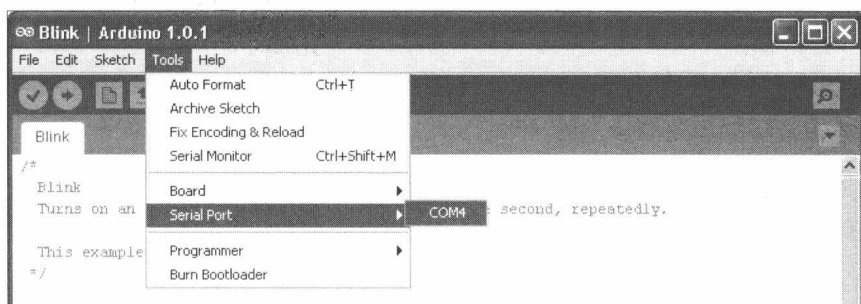 Blink | Arduino 1.0.1
File Edit Sketch Tools Help
Auto Format Ctrl+T
Archive Sketch
Fix Encoding & Reload
Serial Monitor Ctrl+Shift+M
Board
Serial Port
COM4
Programmer
Burn Bootloader
Blink
/*
Blink
Turns on an second, repeatedly.
This example
*/